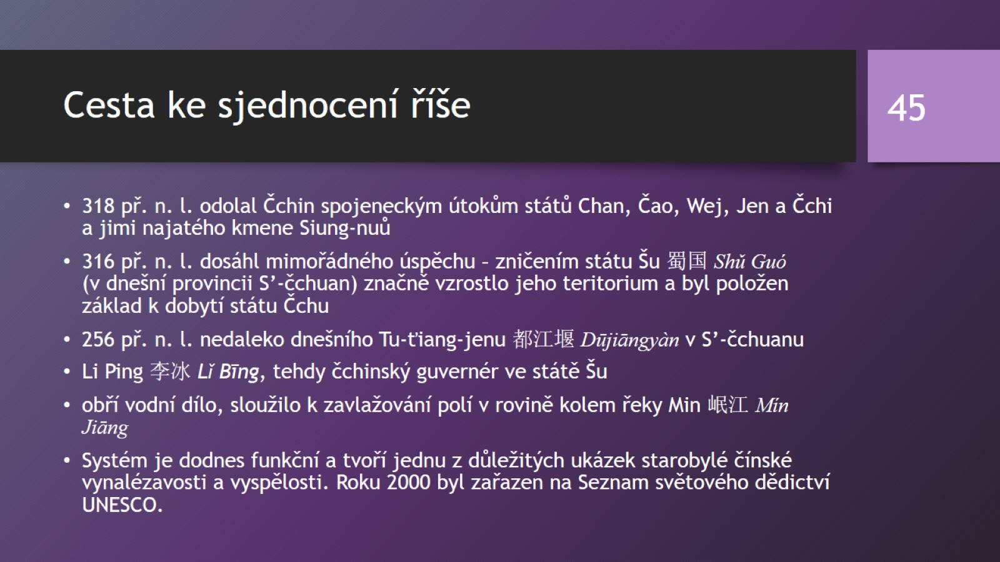 Cesta ke sjednocení říše
45
• 318 př. n. l. odolal Čchin spojeneckým útokům států Chan, Čao, Wej, Jen a Čchi
a jimi najatého kmene Siung-nuů
• 316 př. n. l. dosáhl mimořádného úspěchu – zničením státu Šu 蜀国 Shǔ Guó
(v dnešní provincii S’-čchuan) značně vzrostlo jeho teritorium a byl položen
základ k dobytí státu Čchu
• 256 př. n. l. nedaleko dnešního Tu-ťiang-jenu 都江堰 Dūjiāngyàn v S’-čchuanu
• Li Ping 李冰 Lǐ Bīng, tehdy čchinský guvernér ve státě Šu
• obří vodní dílo, sloužilo k zavlažování polí v rovině kolem řeky Min 岷江 Mín
Jiāng
• Systém je dodnes funkční a tvoří jednu z důležitých ukázek starobylé čínské
vynalézavosti a vyspělosti. Roku 2000 byl zařazen na Seznam světového dědictví
UNESCO.